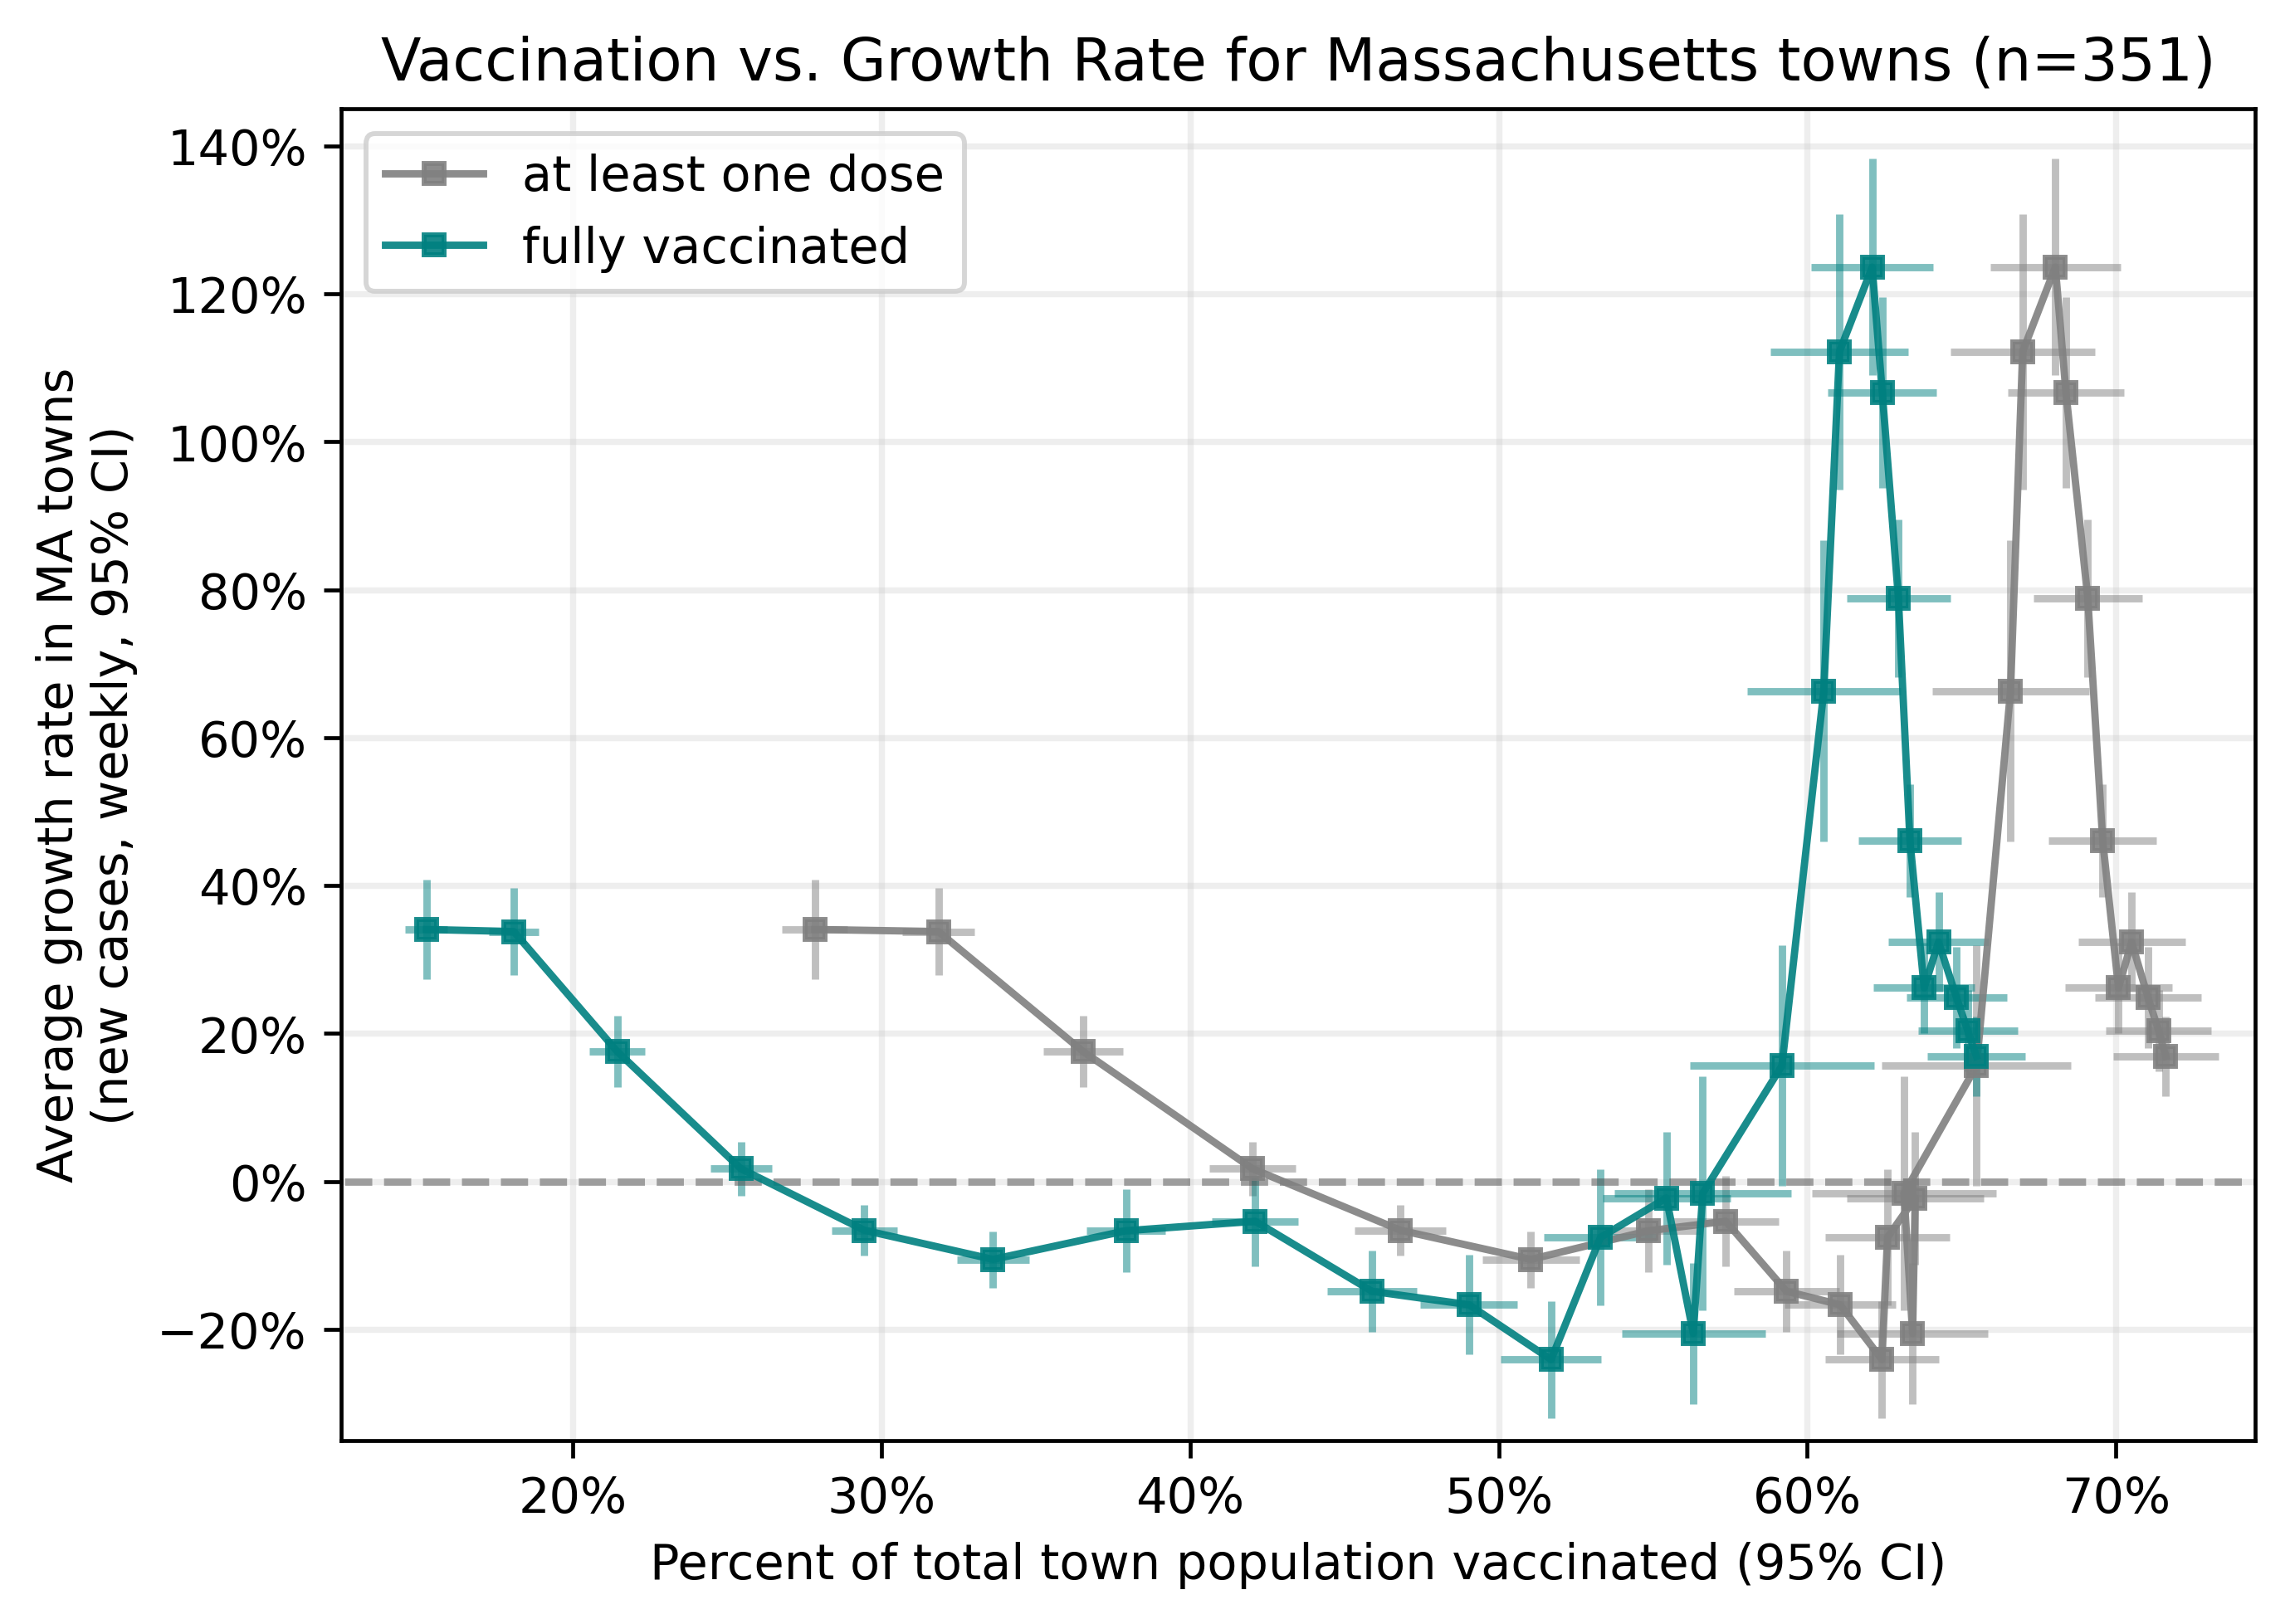 Vaccination vs. Growth Rate for Massachusetts towns (n=351)
at least one dose
fully vaccinated
140%
120%
100%
80%
60%
40%
20%
0%
−20%
Average growth rate in MA towns
(new cases, weekly, 95% CI)
20%
30%
40%
50%
60%
70%
Percent of total town population vaccinated (95% CI)